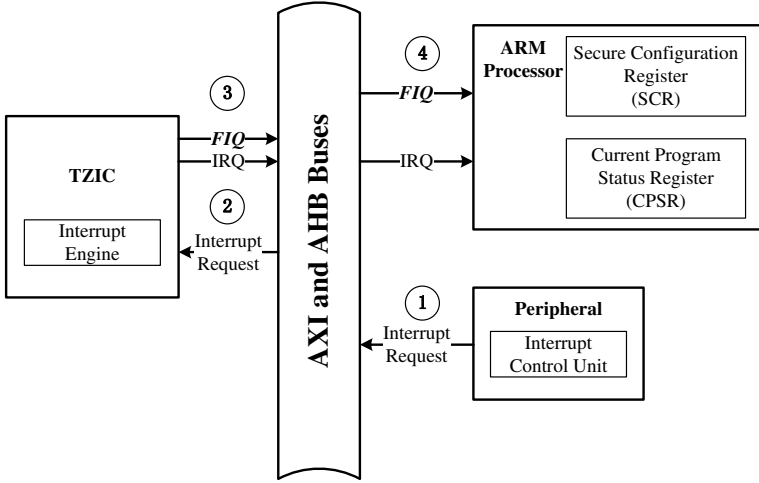 4
ARM
Processor
Secure Configuration
Register
(SCR)
FIQ
3
FIQ
IRQ
IRQ
Current Program
Status Register
(CPSR)
TZIC
Interrupt
Engine
2
Interrupt
Request
AXI and AHB Buses
1
Interrupt
Request
Peripheral
Interrupt
Control Unit